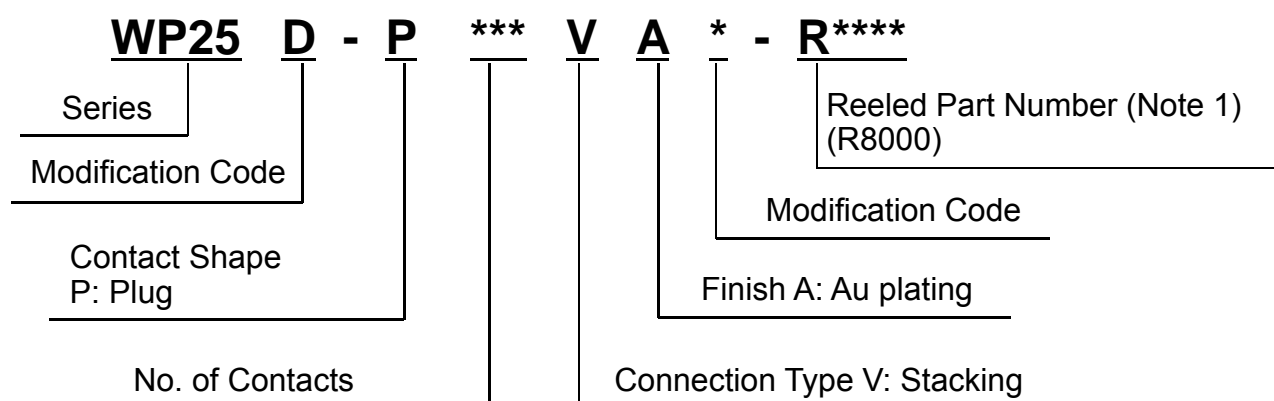 WP25 D - P *** V A * - R****
Series
Reeled Part Number (Note 1)
(R8000)
Modification Code
Modification Code
Contact Shape
P: Plug
Finish A: Au plating
No. of Contacts
Connection Type V: Stacking